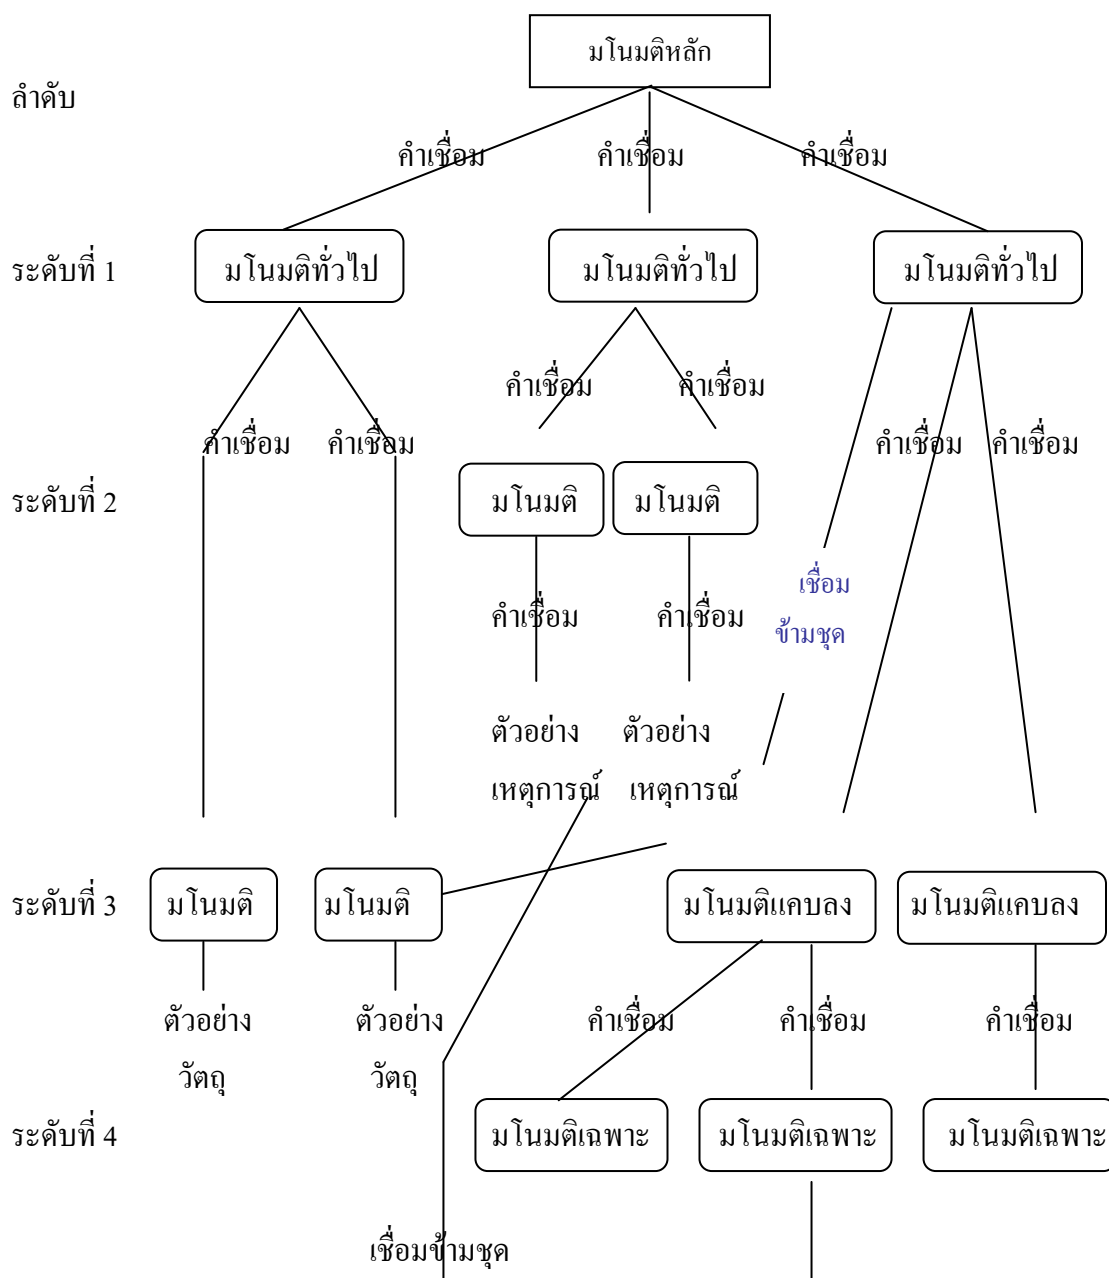 มโนมติหลัก
ลำดับ
คำเชื่อม คำเชื่อม คำเชื่อม
ระดับที่ 1 มโนมติทั่วไป มโนมติทั่วไป มโนมติทั่วไป
คำเชื่อม คำเชื่อม
คำเชื่อม คำเชื่อม คำเชื่อม คำเชื่อม
ระดับที่ 2 มโนมติ มโนมติ
เชื่อม
คำเชื่อม คำเชื่อม ข้ามชุด
ตัวอย่าง ตัวอย่าง
เหตุการณ์ เหตุการณ์
ระดับที่ 3 มโนมติ มโนมติ มโนมติแคบลง มโนมติแคบลง
ตัวอย่าง ตัวอย่าง คำเชื่อม คำเชื่อม คำเชื่อม
วัตถุ วัตถุ
ระดับที่ 4 มโนมติเฉพาะ มโนมติเฉพาะ มโนมติเฉพาะ
เชื่อมข้ามชุด